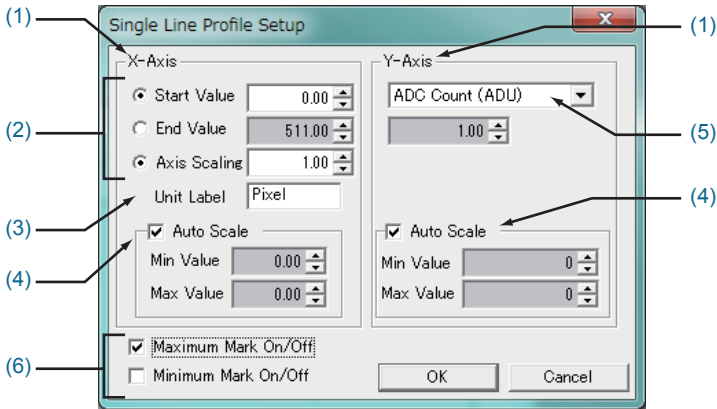 (1)
Single Line Profile Setup
x
(1)
X-Axis
Y-Axis
(2)
Start Value 0.00
ADC Count (ADU)
(5)
End Value 511.00
1.00
Axis Scaling 1.00
(3)
Unit Label Pixel
(4)
(4)
Auto Scale
Auto Scale
Min Value 0.00
Min Value 0
Max Value 0.00
Max Value 0
(6)
Maximum Mark On/Off
Minimum Mark On/Off
OK
Cancel